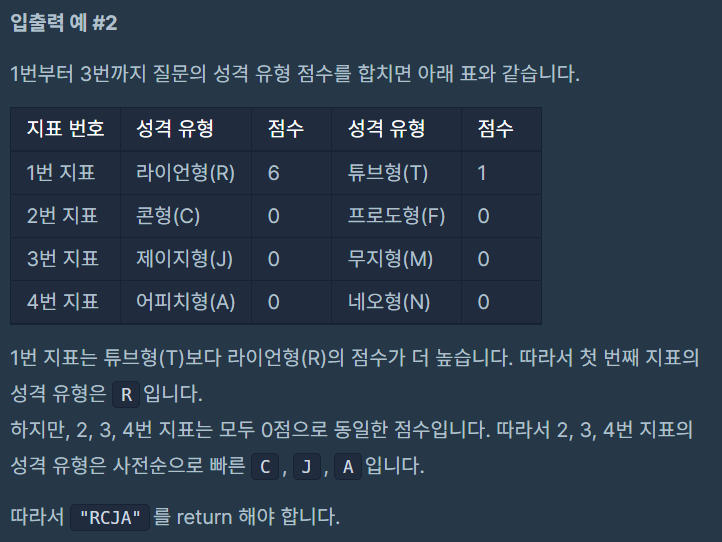 입출력 예 #2
1번부터 3번까지 질문의 성격 유형 점수를 합치면 아래 표와 같습니다.
지표 번호 성격 유형 점수 성격 유형 점수
1번 지표 라이언형(R) 6 튜브형(T) 1
2번 지표 콘형(C) 0 프로도형(F) 0
3번 지표 제이지형(J) 0 무지형(M) 0
4번 지표 어피치형(A) 0 네오형(N) 0
1번 지표는 튜브형(T)보다 라이언형(R)의 점수가 더 높습니다. 따라서 첫 번째 지표의
성격 유형은 R 입니다.
하지만, 2, 3, 4번 지표는 모두 0점으로 동일한 점수입니다. 따라서 2, 3, 4번 지표의
성격 유형은 사전순으로 빠른 C , J , A 입니다.
따라서 "RCJA" 를 return 해야 합니다.